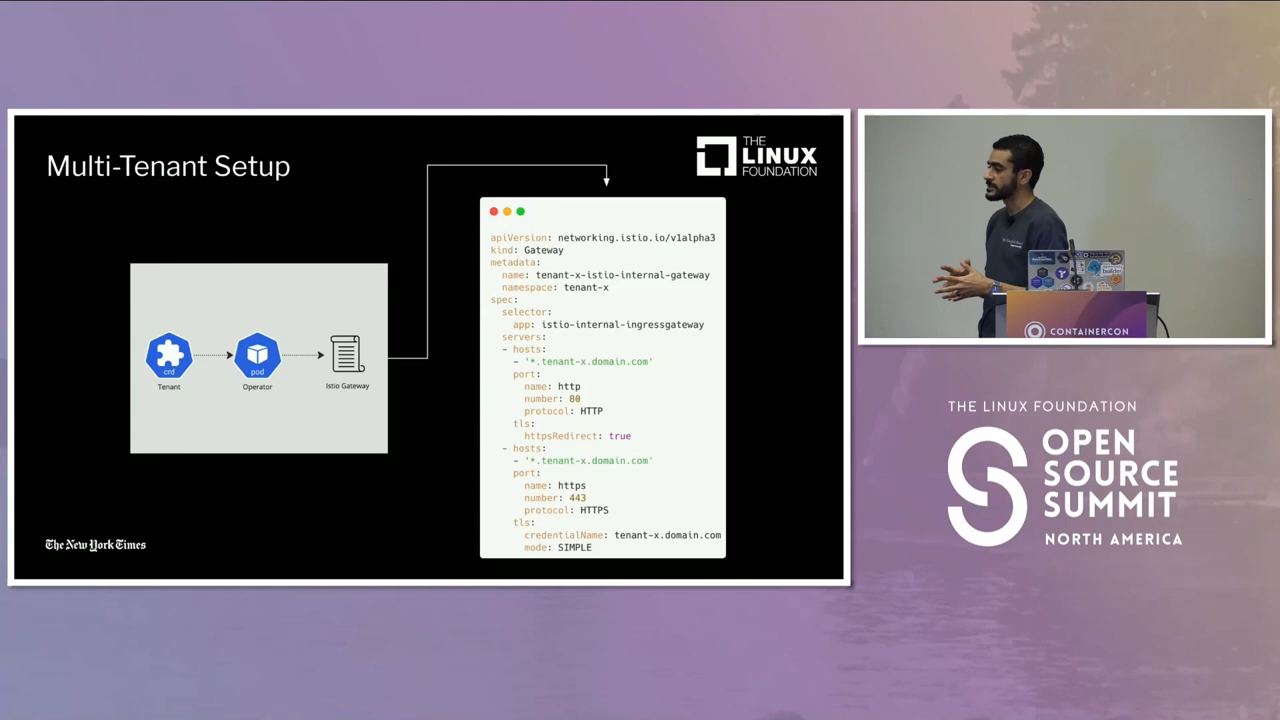 Multi-Tenant Setup
THE
LINUX
FOUNDATION
apiVersion: networking.istio.io/v1alpha3
kind: Gateway
metadata:
  name: tenant-x-istio-internal-gateway
  namespace: tenant-x
spec:
  selector:
    app: istio-internal-ingressgateway
  servers:
  - hosts:
    - '*.tenant-x.domain.com'
    port:
      name: http
      number: 80
      protocol: HTTP
    tls:
      httpsRedirect: true
  - hosts:
    - '*.tenant-x.domain.com'
    port:
      name: https
      number: 443
      protocol: HTTPS
    tls:
      credentialName: tenant-x.domain.com
      mode: SIMPLE
crd
Tenant
pod
Operator
Istio Gateway
The New York Times
CONTAINERCON
THE LINUX FOUNDATION
OPEN
SOURCE
SUMMIT
NORTH AMERICA